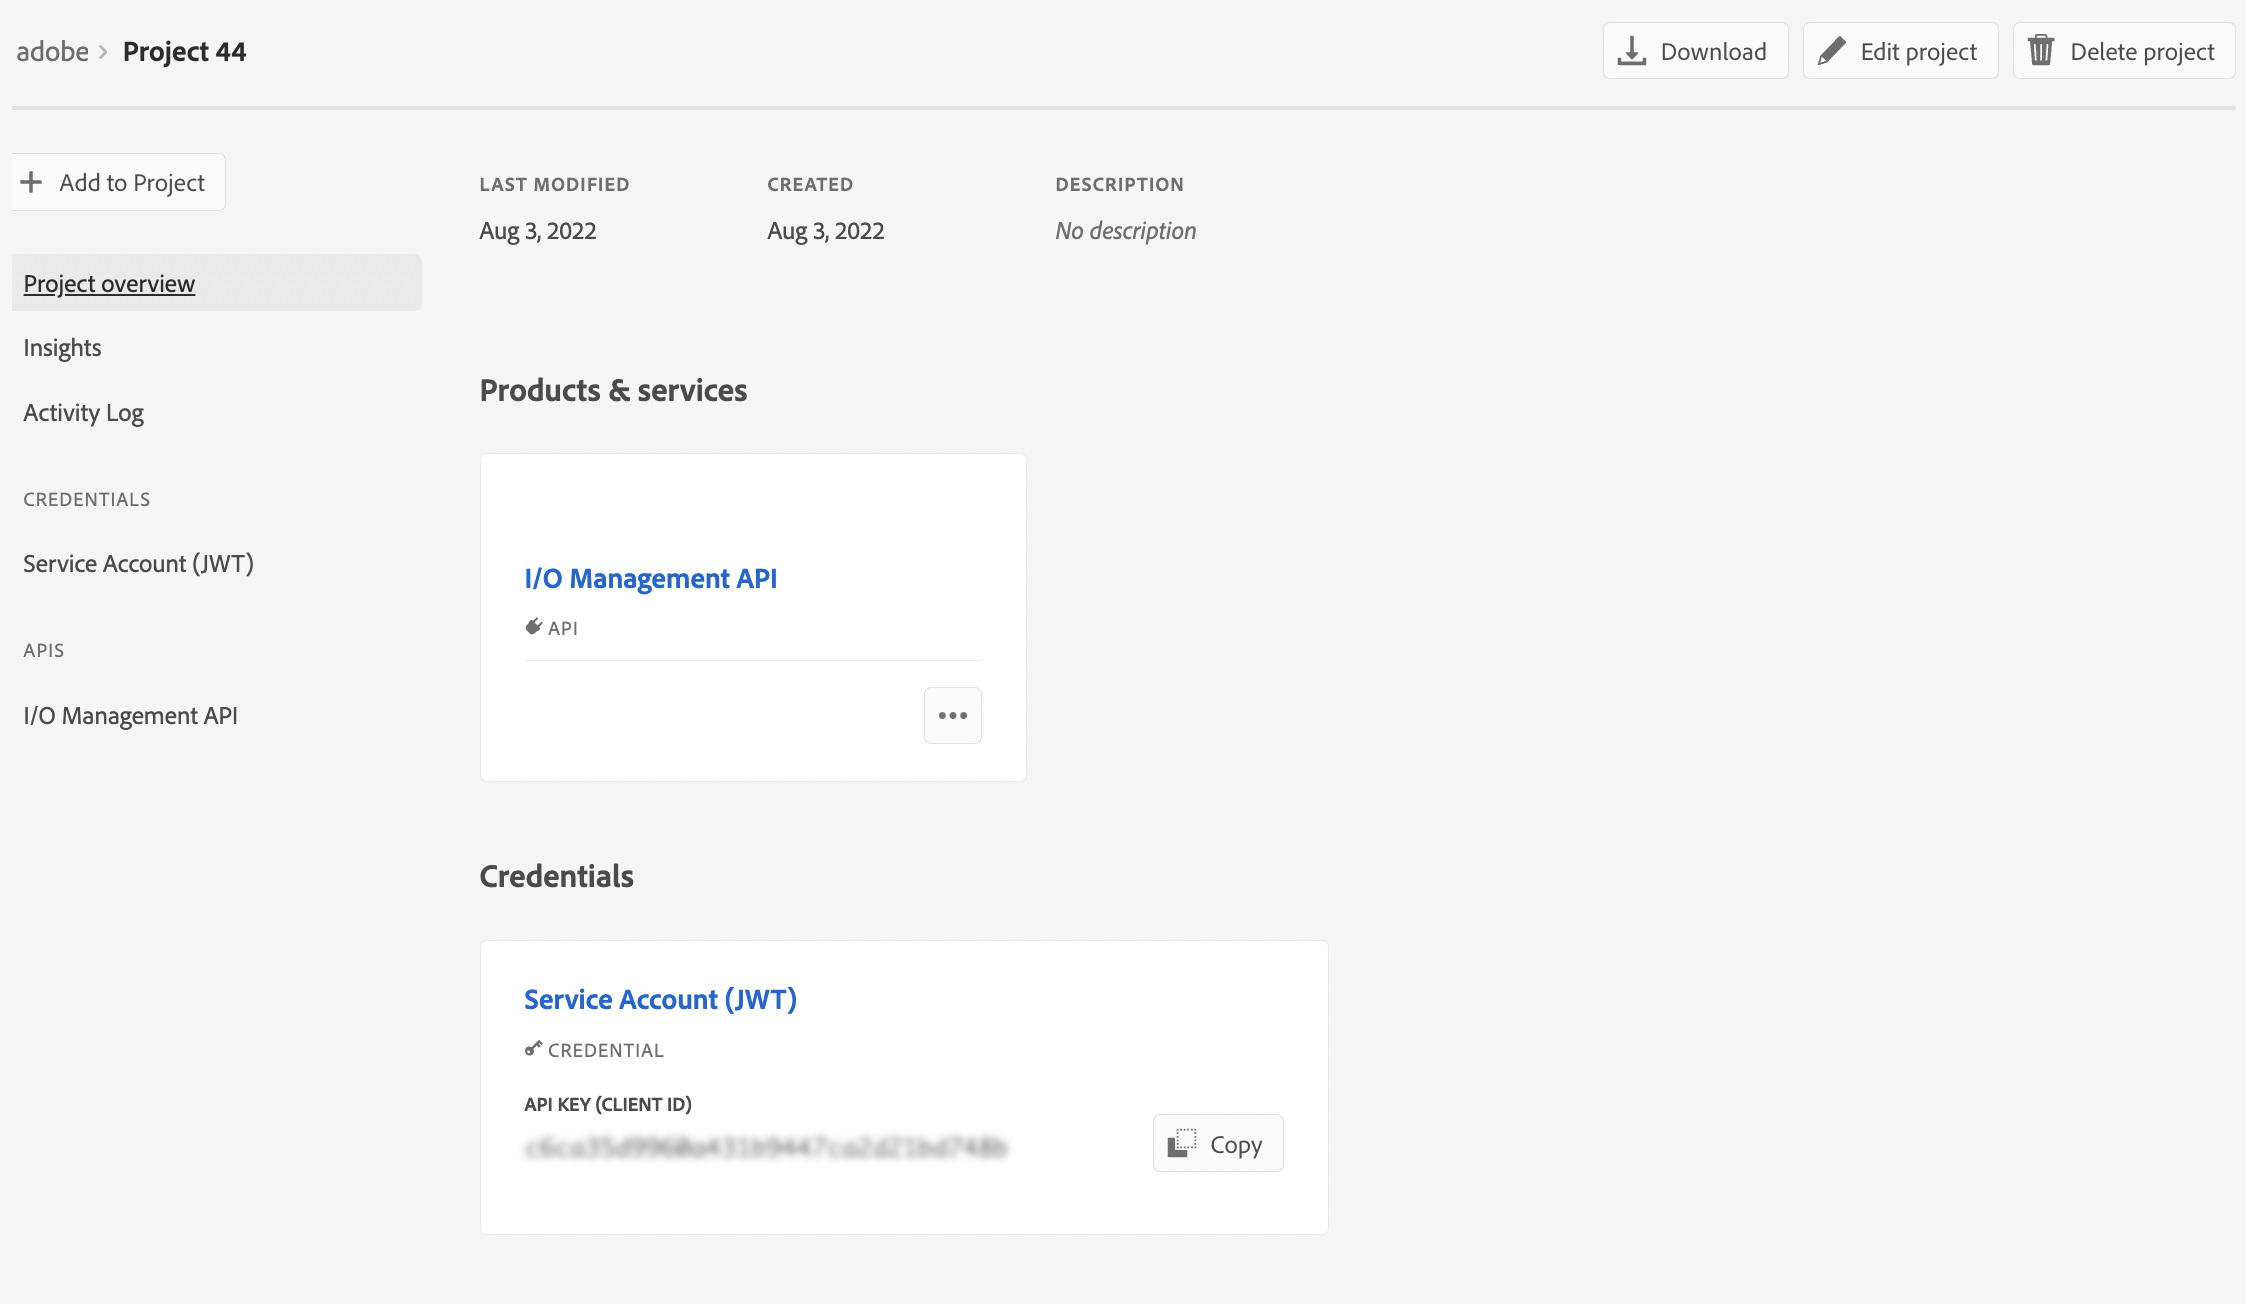 adobe > Project 44
Download
Edit project
Delete project
Add to Project
Project overview
Insights
Activity Log
CREDENTIALS
Service Account (JWT)
APIS
I/O Management API
LAST MODIFIED
Aug 3, 2022
CREATED
Aug 3, 2022
DESCRIPTION
No description
Products & services
I/O Management API
API
Credentials
Service Account (JWT)
CREDENTIAL
API KEY (CLIENT ID)
Copy